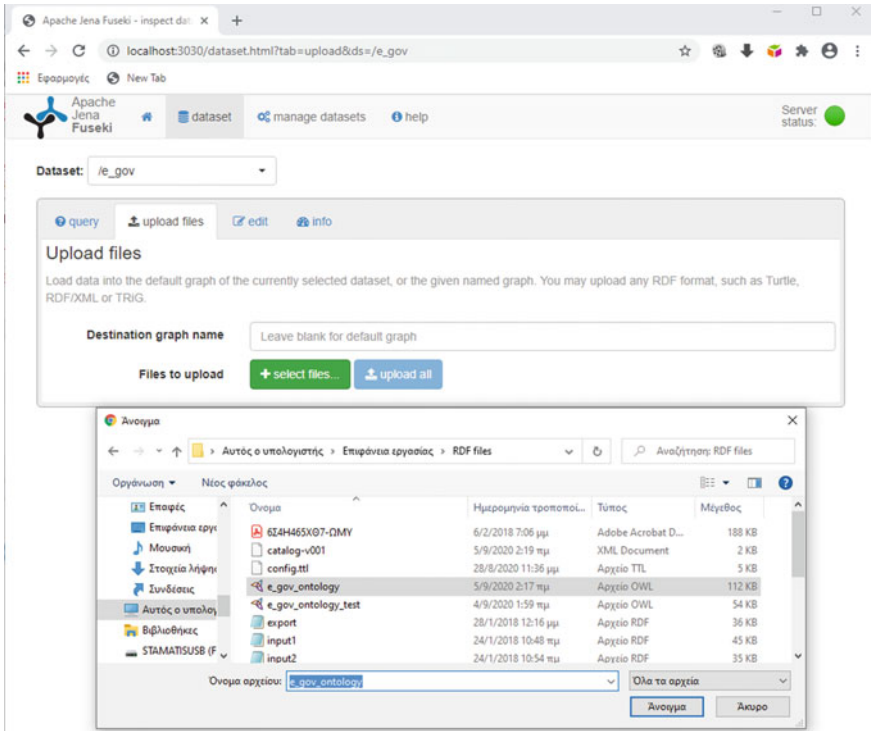 Apache Jena Fuseki - inspect dat
localhost:3030/dataset.html?tab=upload&ds=/e_gov
Εφαρμογές New Tab
Apache Jena Fuseki
dataset manage datasets help
Server status:
Dataset: /e_gov
query upload files edit info
Upload files
Load data into the default graph of the currently selected dataset, or the given named graph. You may upload any RDF format, such as Turtle,
RDF/XML or TRiG.
Destination graph name Leave blank for default graph
Files to upload + select files... upload all
Άνοιγμα
Αυτός ο υπολογιστής > Επιφάνεια εργασίας > RDF files Αναζήτηση: RDF files
Οργάνωση Νέος φάκελος
Όνομα Ημερομηνία τροποποί... Τύπος Μέγεθος
Επαφές
6Σ4Η465ΧΘ7-ΩΜΥ 6/2/2018 7:06 μμ Adobe Acrobat D... 188 KB
Επιφάνεια εργα
catalog-v001 5/9/2020 2:19 πμ XML Document 2 KB
Μουσική
config.ttl 28/8/2020 11:36 μμ Αρχείο TTL 5 KB
Στοιχεία λήψης
e_gov_ontology 5/9/2020 2:17 πμ Αρχείο OWL 112 KB
Συνδέσεις
e_gov_ontology_test 4/9/2020 1:59 πμ Αρχείο OWL 54 KB
Αυτός ο υπολογ
export 28/1/2018 12:16 μμ Αρχείο RDF 36 KB
Βιβλιοθήκες
input1 24/1/2018 10:48 πμ Αρχείο RDF 45 KB
STAMATISUSB (F
input2 24/1/2018 10:54 πμ Αρχείο RDF 35 KB
Όνομα αρχείου: e_gov_ontology Όλα τα αρχεία
Άνοιγμα Άκυρο